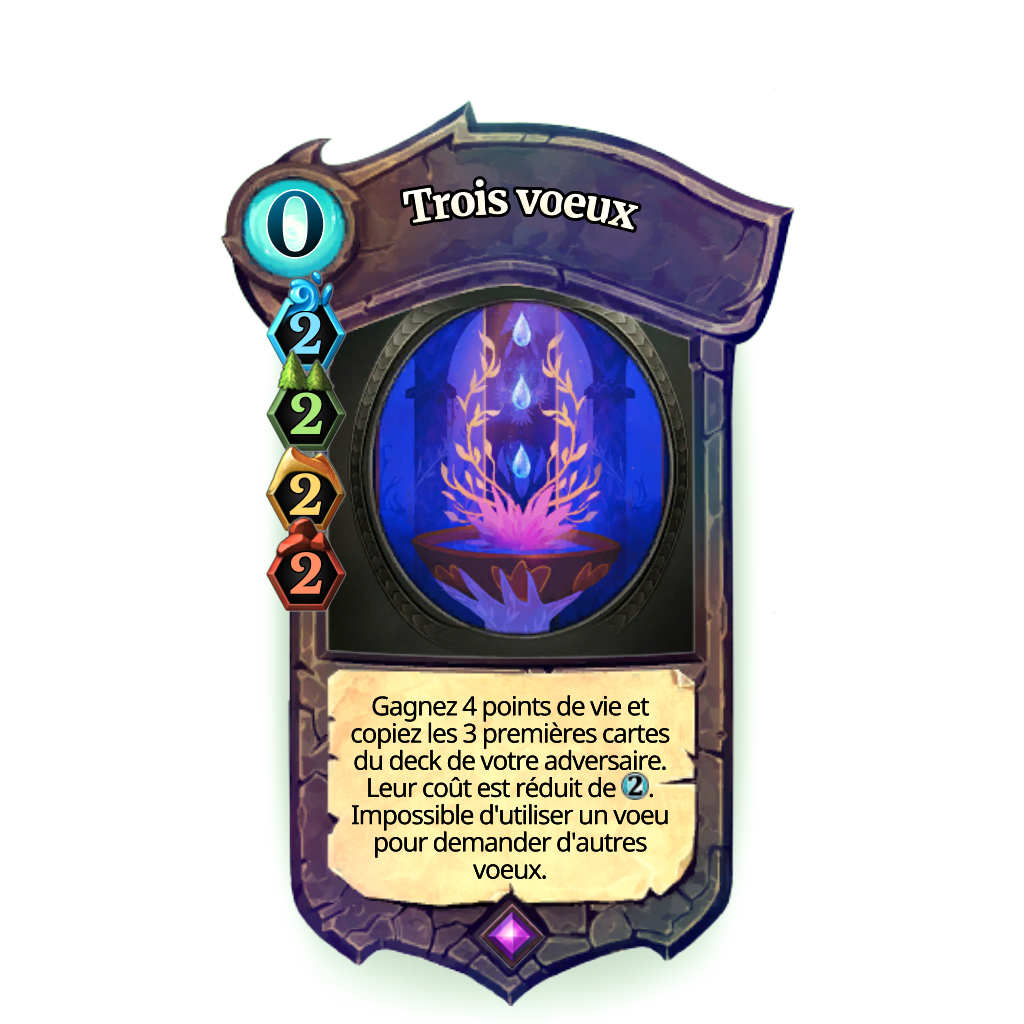 Trois voeux
0
2
2
2
2
Gagnez 4 points de vie et
copiez les 3 premières cartes
du deck de votre adversaire.
Leur coût est réduit de 2.
Impossible d'utiliser un voeu
pour demander d'autres
voeux.